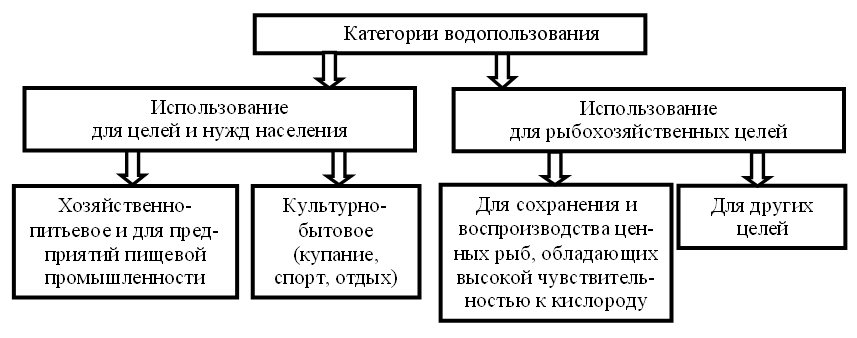 Категории водопользования
Использование
для целей и нужд населения
Использование
для рыбохозяйственных целей
Хозяйственно-
питьевое и для пред-
приятий пищевой
промышленности
Культурно-
бытовое
(купание,
спорт, отдых)
Для сохранения и
воспроизводства цен-
ных рыб, обладающих
высокой чувствитель-
ностью к кислороду
Для других
целей